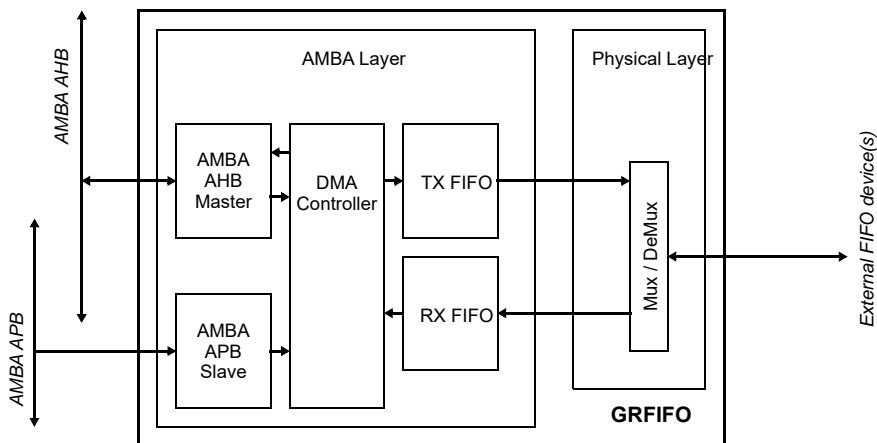 AMBA AHB
AMBA Layer
Physical Layer
AMBA
AHB
Master
DMA
Controller
TX FIFO
Mux / DeMux
External FIFO device(s)
AMBA APB
AMBA
APB
Slave
RX FIFO
GRFIFO